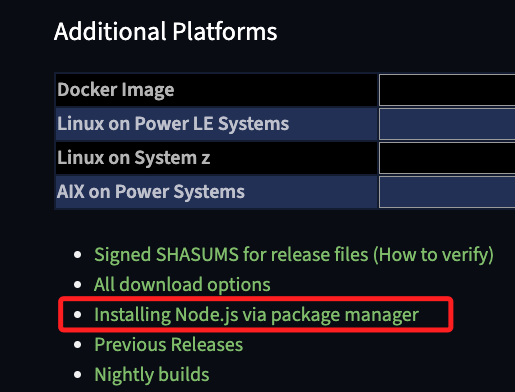 Additional Platforms
Docker Image
Linux on Power LE Systems
Linux on System z
AIX on Power Systems
Signed SHASUMS for release files (How to verify)
All download options
Installing Node.js via package manager
Previous Releases
Nightly builds